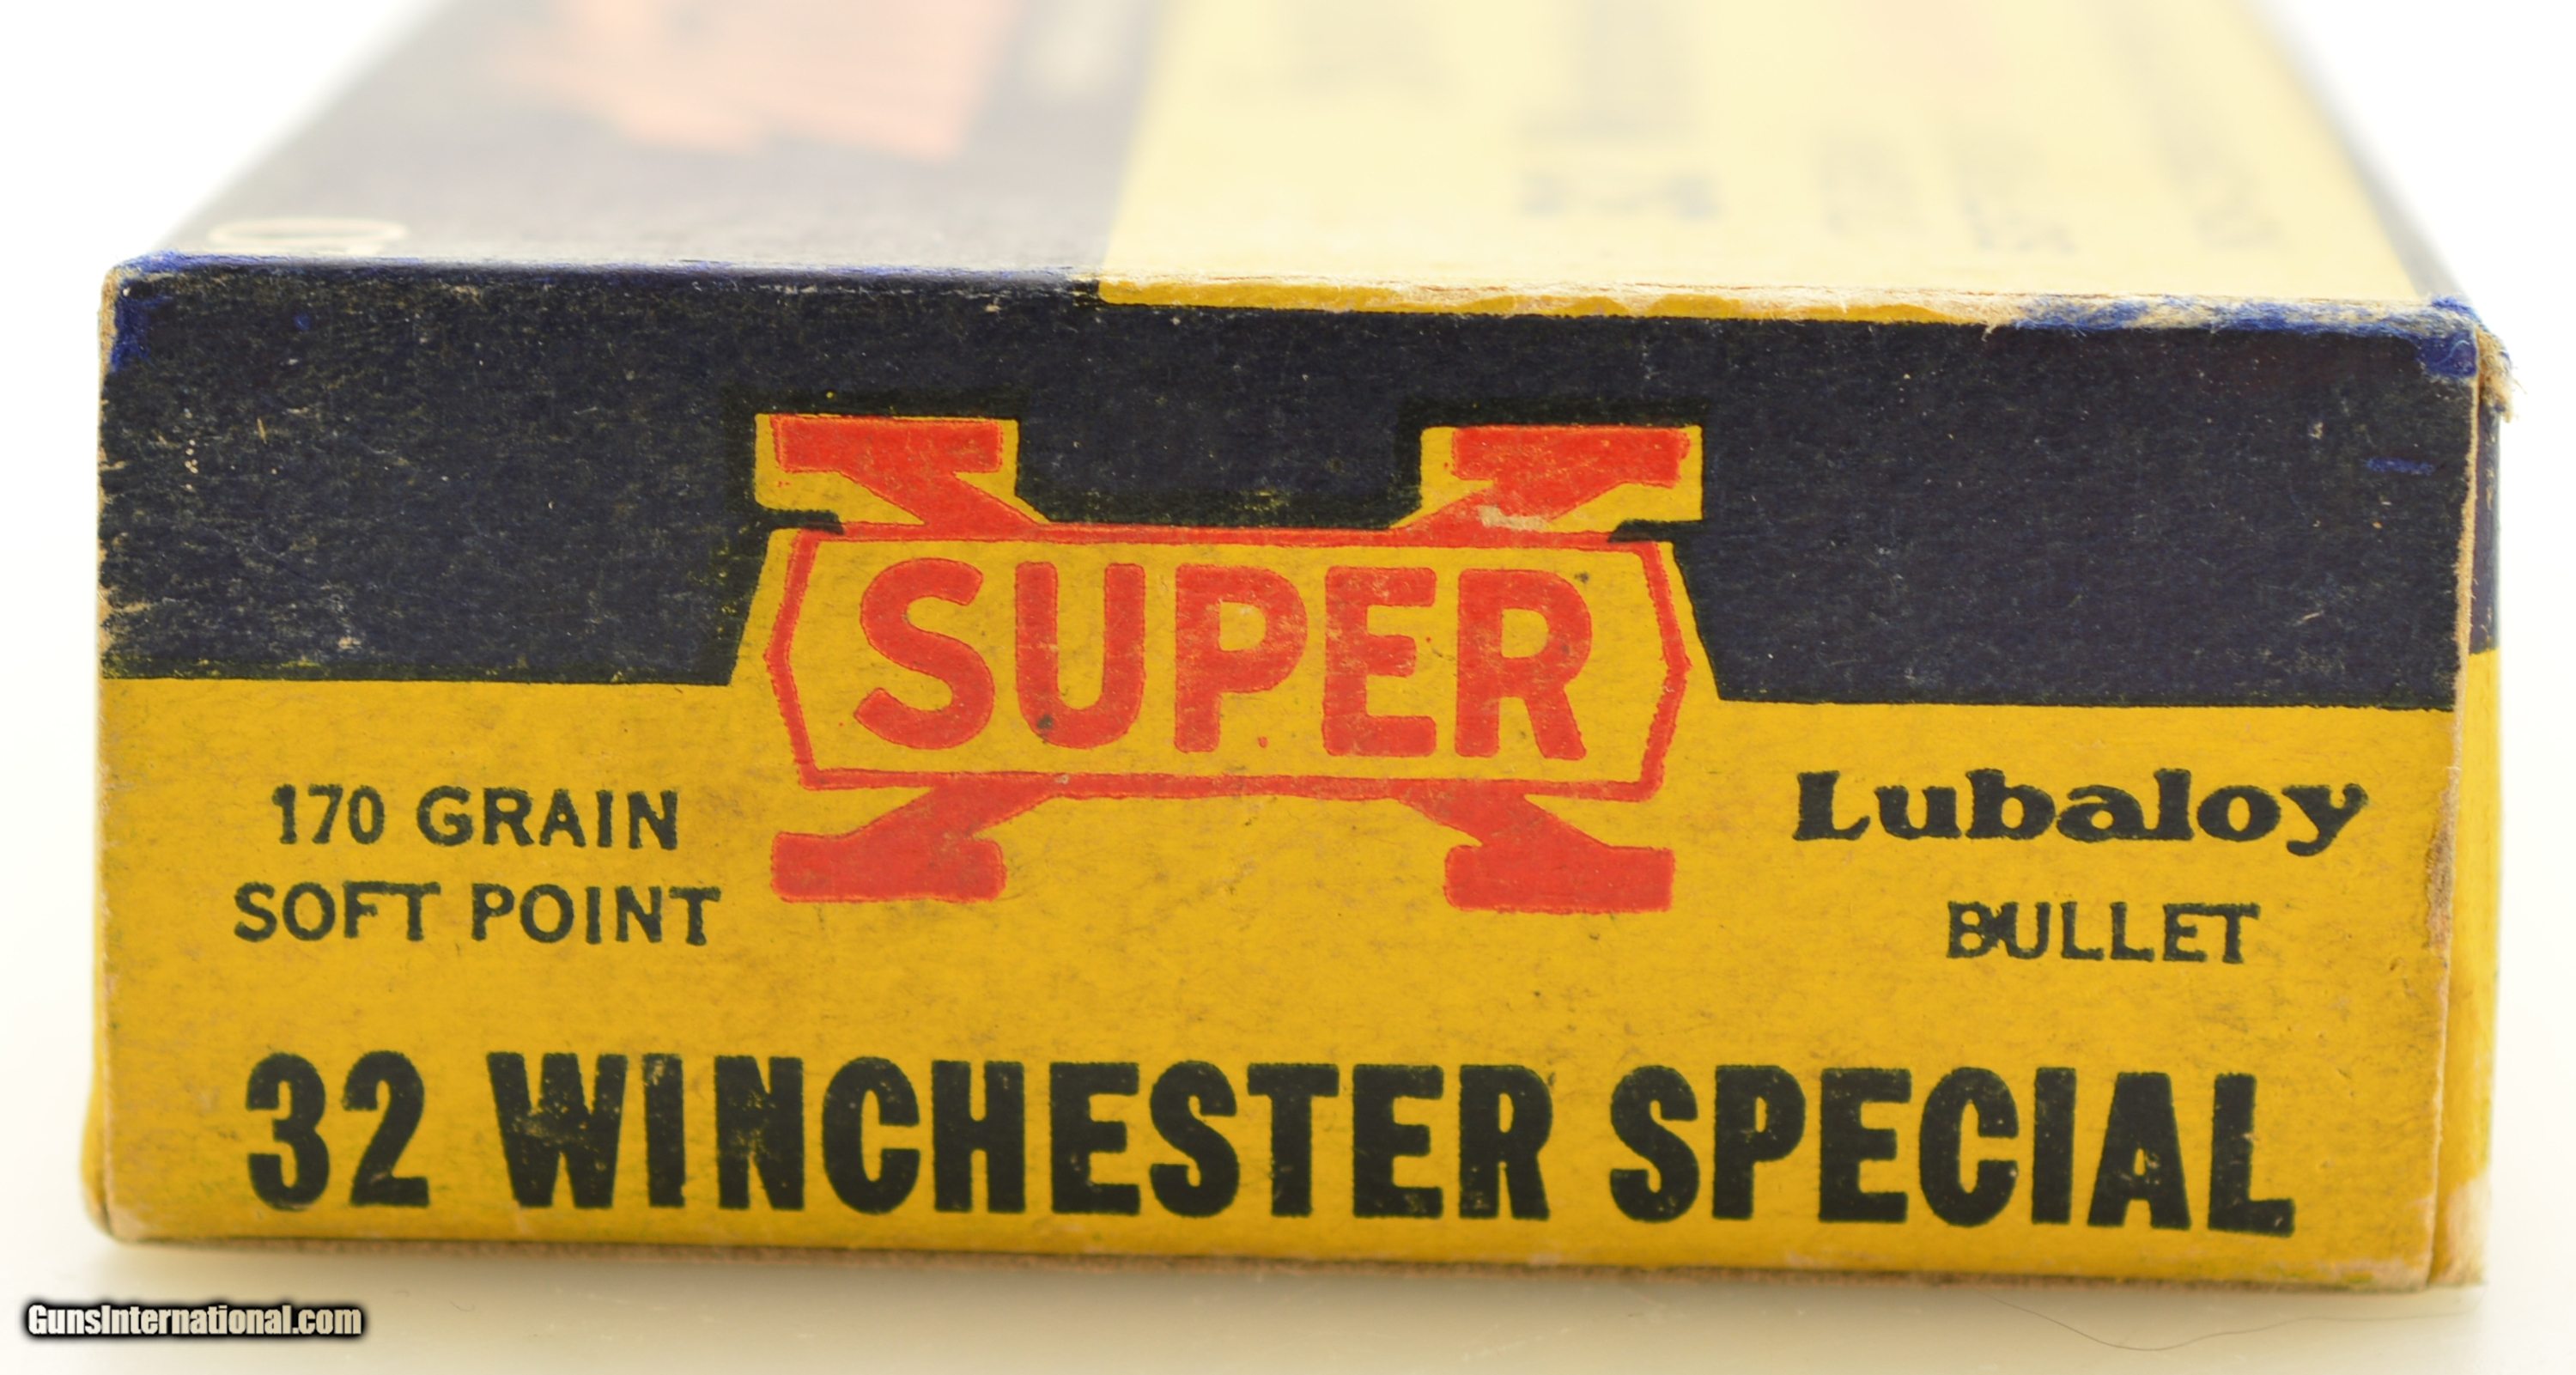 SUPER X
170 GRAIN
SOFT POINT
Lubaloy
BULLET
32 WINCHESTER SPECIAL
GunsInternational.com